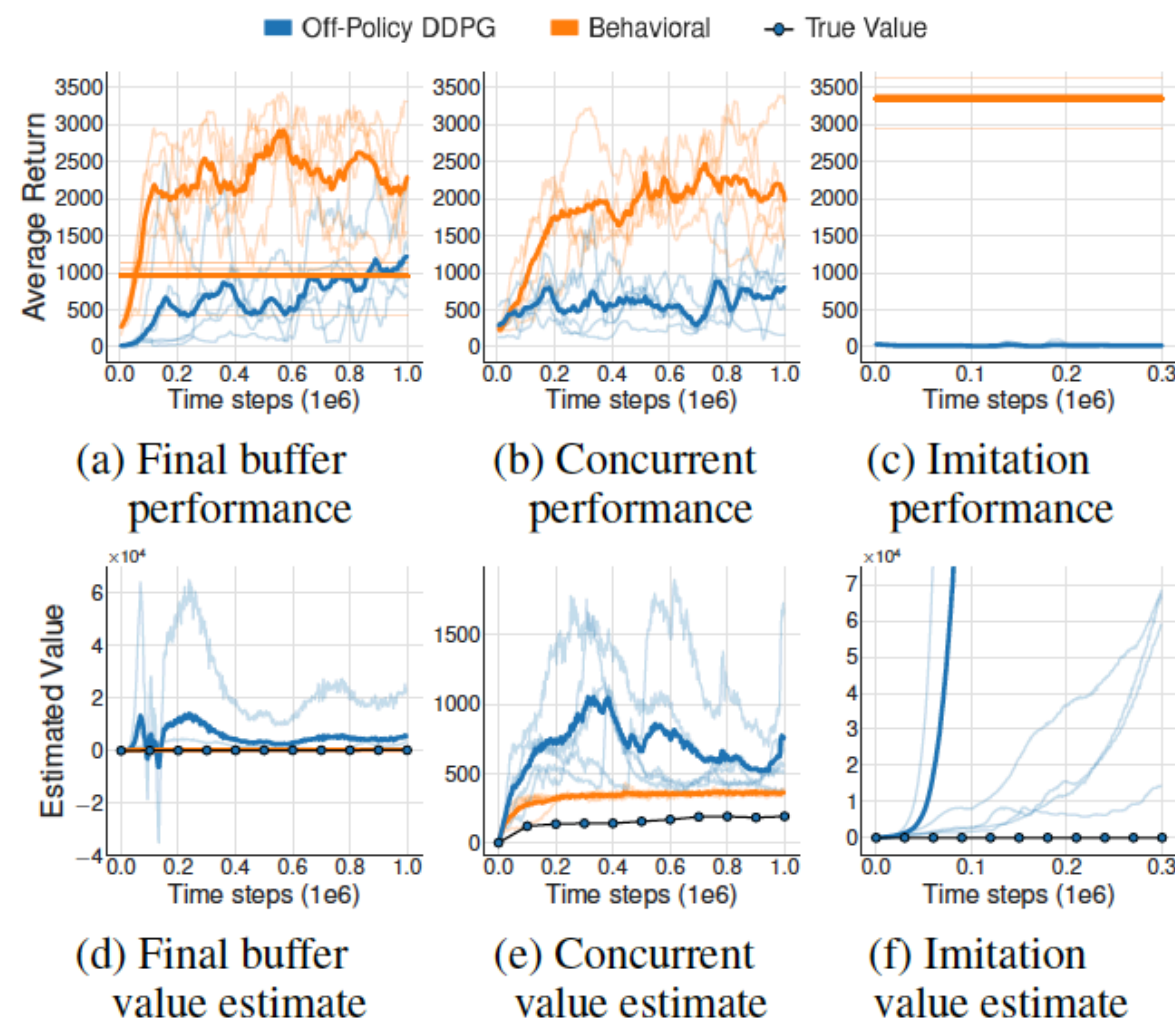 Off-Policy DDPG Behavioral True Value
Average Return
3500
3000
2500
2000
1500
1000
500
0
0.0 0.2 0.4 0.6 0.8 1.0
Time steps (1e6)
3500
3000
2500
2000
1500
1000
500
0
0.0 0.2 0.4 0.6 0.8 1.0
Time steps (1e6)
3500
3000
2500
2000
1500
1000
500
0
0.0 0.1 0.2 0.3
Time steps (1e6)
(a) Final buffer
performance
(b) Concurrent
performance
(c) Imitation
performance
Estimated Value
×10⁴
6
4
2
0
−2
−4
0.0 0.2 0.4 0.6 0.8 1.0
Time steps (1e6)
1500
1000
500
0
0.0 0.2 0.4 0.6 0.8 1.0
Time steps (1e6)
×10⁴
7
6
5
4
3
2
1
0
0.0 0.1 0.2 0.3
Time steps (1e6)
(d) Final buffer
value estimate
(e) Concurrent
value estimate
(f) Imitation
value estimate